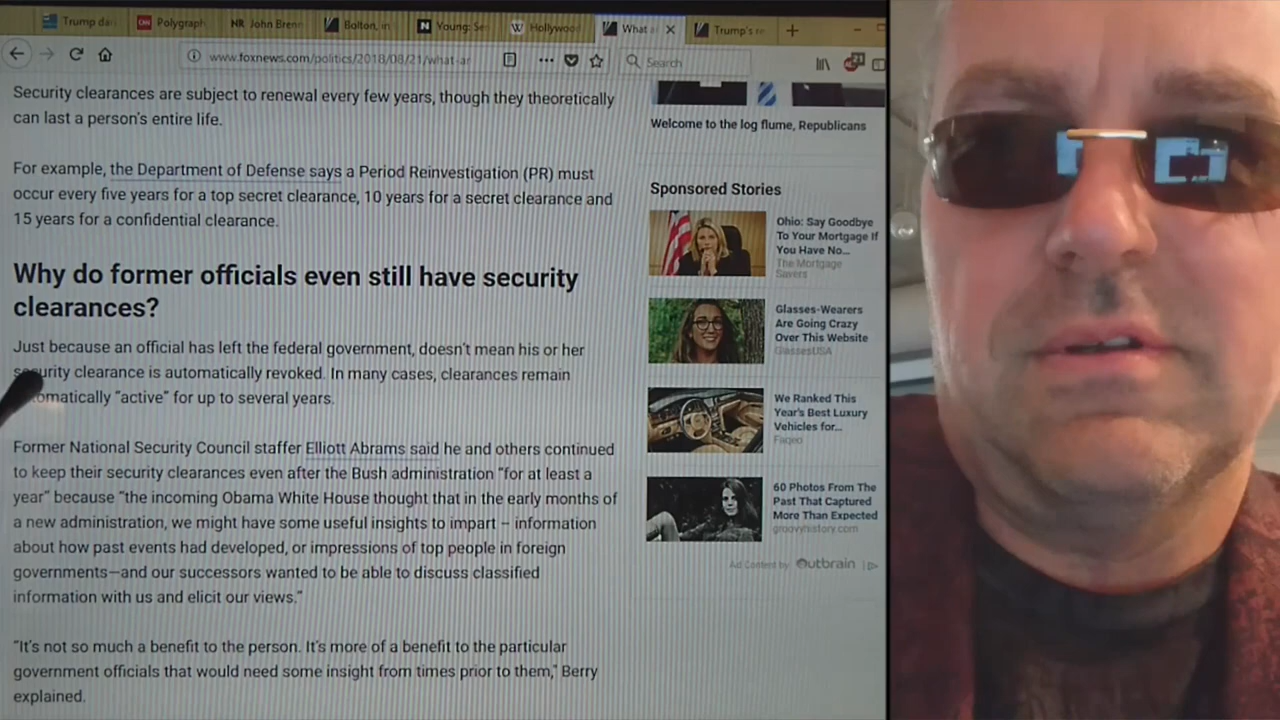 Trump da
CNN Polygraph
NR John Bren
Bolton, in
N Young: Se
W Hollywood
What a
Trump's re
www.foxnews.com/politics/2018/08/21/what-ar
Search
21
Security clearances are subject to renewal every few years, though they theoretically
can last a person's entire life.
For example, the Department of Defense says a Period Reinvestigation (PR) must
occur every five years for a top secret clearance, 10 years for a secret clearance and
15 years for a confidential clearance.
Why do former officials even still have security
clearances?
Just because an official has left the federal government, doesn't mean his or her
security clearance is automatically revoked. In many cases, clearances remain
omatically "active" for up to several years.
Former National Security Council staffer Elliott Abrams said he and others continued
to keep their security clearances even after the Bush administration "for at least a
year" because "the incoming Obama White House thought that in the early months of
a new administration, we might have some useful insights to impart – information
about how past events had developed, or impressions of top people in foreign
governments—and our successors wanted to be able to discuss classified
information with us and elicit our views."
"It's not so much a benefit to the person. It's more of a benefit to the particular
government officials that would need some insight from times prior to them," Berry
explained.
Welcome to the log flume, Republicans
Sponsored Stories
Ohio: Say Goodbye
To Your Mortgage If
You Have No...
The Mortgage
Savers
Glasses-Wearers
Are Going Crazy
Over This Website
GlassesUSA
We Ranked This
Year's Best Luxury
Vehicles for...
Faqeo
60 Photos From The
Past That Captured
More Than Expected
groovyhistory.com
Ad Content by Outbrain